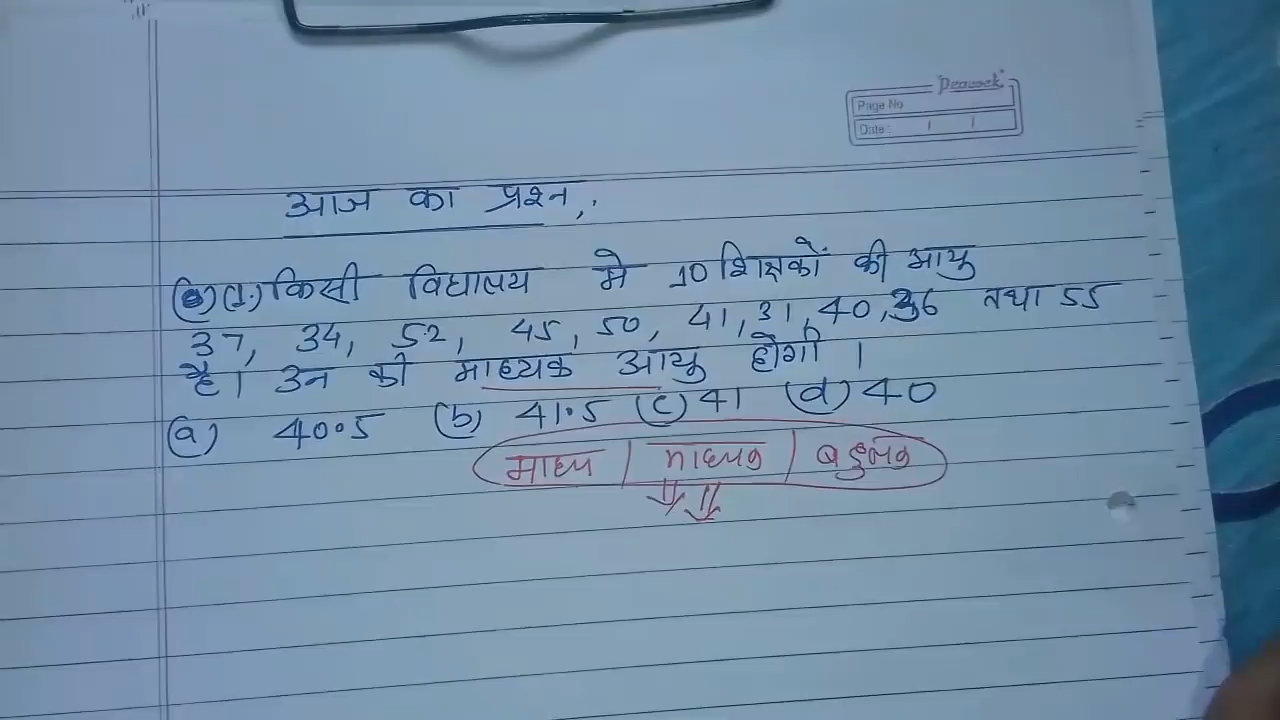 Peacock
Page No
Date: / /
आज का प्रश्न,.
(1.) किसी विद्यालय मे 10 शिक्षकों की आयु
37, 34, 52, 45, 50, 41, 31, 40, 36 तथा 55
है। उन की माध्यक आयु होगी।
(a) 40.5 (b) 41.5 (c) 41 (d) 40
माध्य / माध्यक / बहुलक